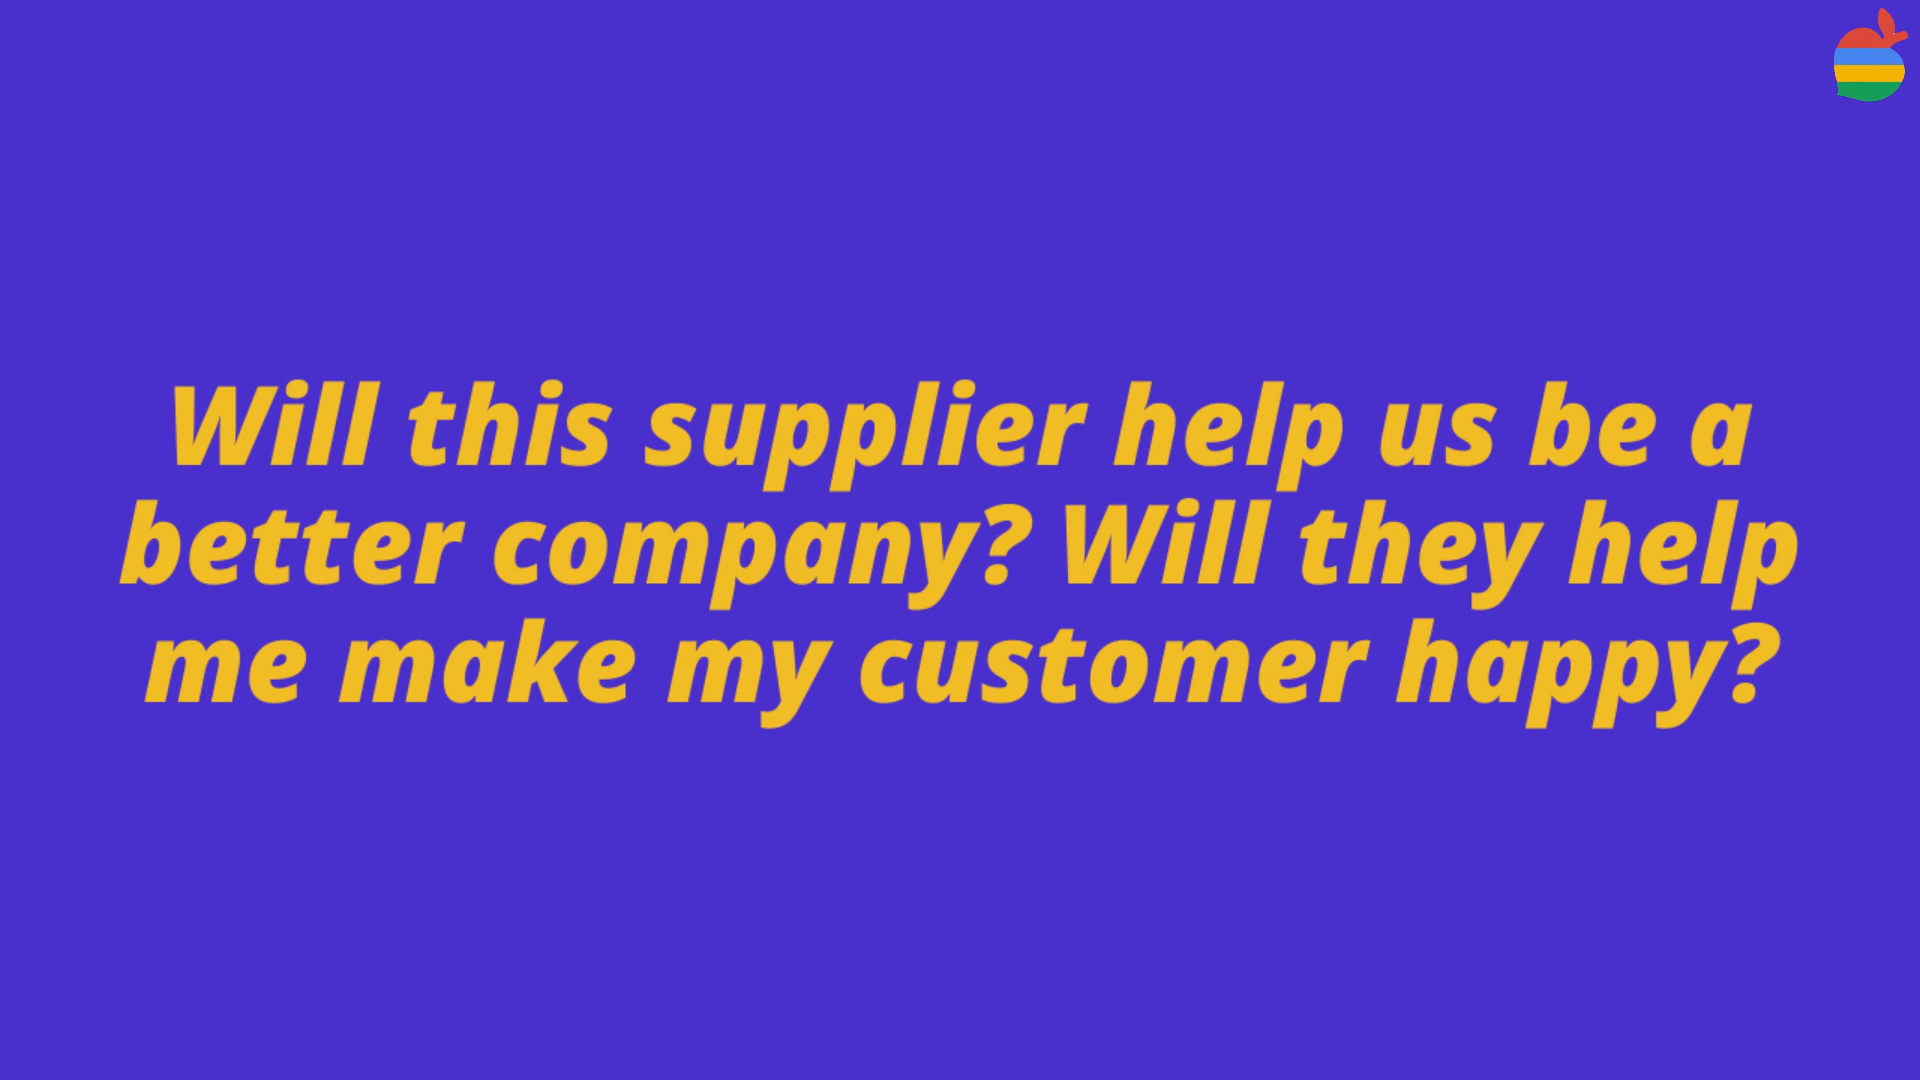 Will this supplier help us be a
better company? Will they help
me make my customer happy?